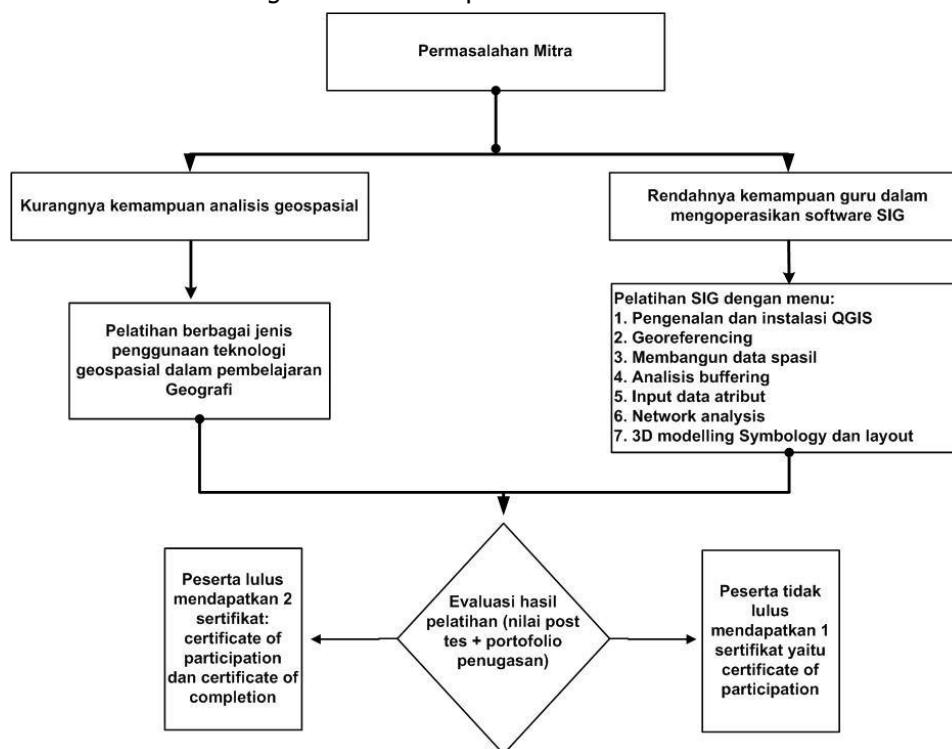 Permasalahan Mitra
Kurangnya kemampuan analisis geospasial
Rendahnya kemampuan guru dalam
mengoperasikan software SIG
Pelatihan berbagai jenis
penggunaan teknologi
geospasial dalam pembelajaran
Geografi
Pelatihan SIG dengan menu:
1. Pengenalan dan instalasi QGIS
2. Georeferencing
3. Membangun data spasil
4. Analisis buffering
5. Input data atribut
6. Network analysis
7. 3D modelling Symbology dan layout
Peserta lulus
mendapatkan 2
sertifikat:
certificate of
participation
dan certificate of
completion
Evaluasi hasil
pelatihan (nilai post
tes + portofolio
penugasan)
Peserta tidak
lulus
mendapatkan 1
sertifikat yaitu
certificate of
participation